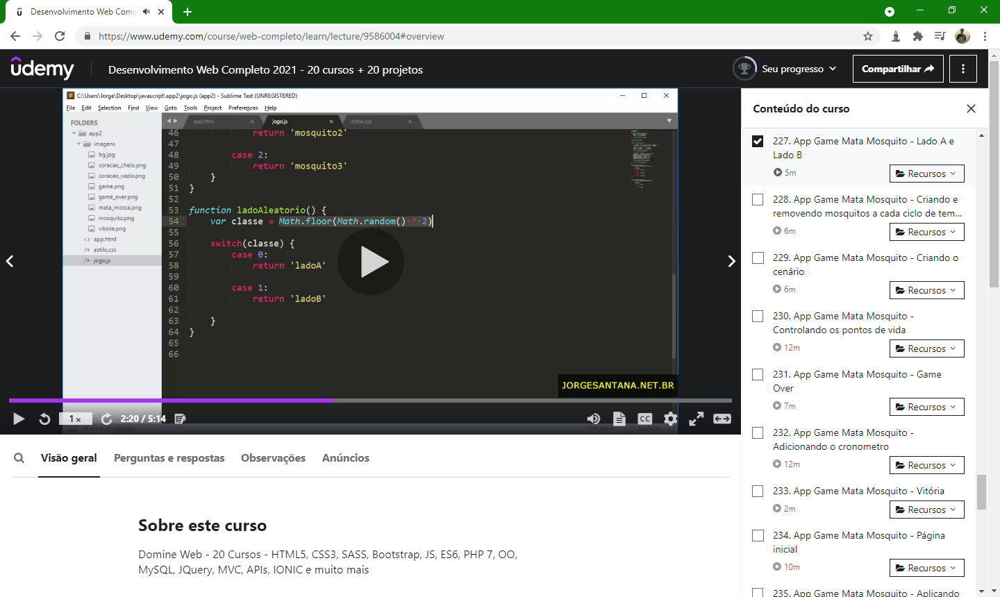 Desenvolvimento Web Comp
https://www.udemy.com/course/web-completo/learn/lecture/9586004#overview
udemy
Desenvolvimento Web Completo 2021 - 20 cursos + 20 projetos
Seu progresso
Compartilhar
C:\Users\Jorge\Desktop\javascript\app2\jogo.js (app2) - Sublime Text (UNREGISTERED)
File Edit Selection Find View Goto Tools Project Preferences Help
FOLDERS
app2
imagens
bg.jpg
coracao_cheio.png
coracao_vazio.png
game.png
game_over.png
mata_mosca.png
mosquito.png
vitoria.png
app.html
estilo.css
jogo.js
app.html
jogo.js
estilo.css
46 return 'mosquito2'
47
48 case 2:
49 return 'mosquito3'
50 }
51 }
52
53 function ladoAleatorio() {
54 var classe = Math.floor(Math.random() * 2)
55
56 switch(classe) {
57 case 0:
58 return 'ladoA'
59
60 case 1:
61 return 'ladoB'
62
63 }
64 }
65
66
JORGESANTANA.NET.BR
1x
2:20 / 5:14
CC
Conteúdo do curso
227. App Game Mata Mosquito - Lado A e
Lado B
5m
Recursos
228. App Game Mata Mosquito - Criando e
removendo mosquitos a cada ciclo de tem...
6m
Recursos
229. App Game Mata Mosquito - Criando o
cenário
6m
Recursos
230. App Game Mata Mosquito -
Controlando os pontos de vida
12m
Recursos
231. App Game Mata Mosquito - Game
Over
7m
Recursos
232. App Game Mata Mosquito -
Adicionando o cronometro
12m
Recursos
233. App Game Mata Mosquito - Vitória
2m
Recursos
234. App Game Mata Mosquito - Página
inicial
10m
Recursos
235. App Game Mata Mosquito - Aplicando
Visão geral
Perguntas e respostas
Observações
Anúncios
Sobre este curso
Domine Web - 20 Cursos - HTML5, CSS3, SASS, Bootstrap, JS, ES6, PHP 7, OO,
MySQL, JQuery, MVC, APIs, IONIC e muito mais